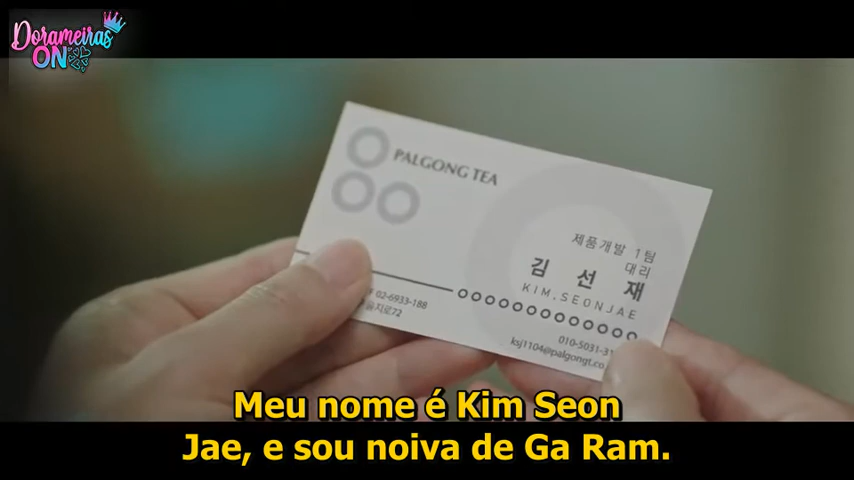 Dorameiras
ON
PALGONG TEA
제품개발 1팀
대리
김 선 재
KIM.SEONJAE
02-6933-188
010-5031-31
ksj1104@palgongt.co
Meu nome é Kim Seon
Jae, e sou noiva de Ga Ram.